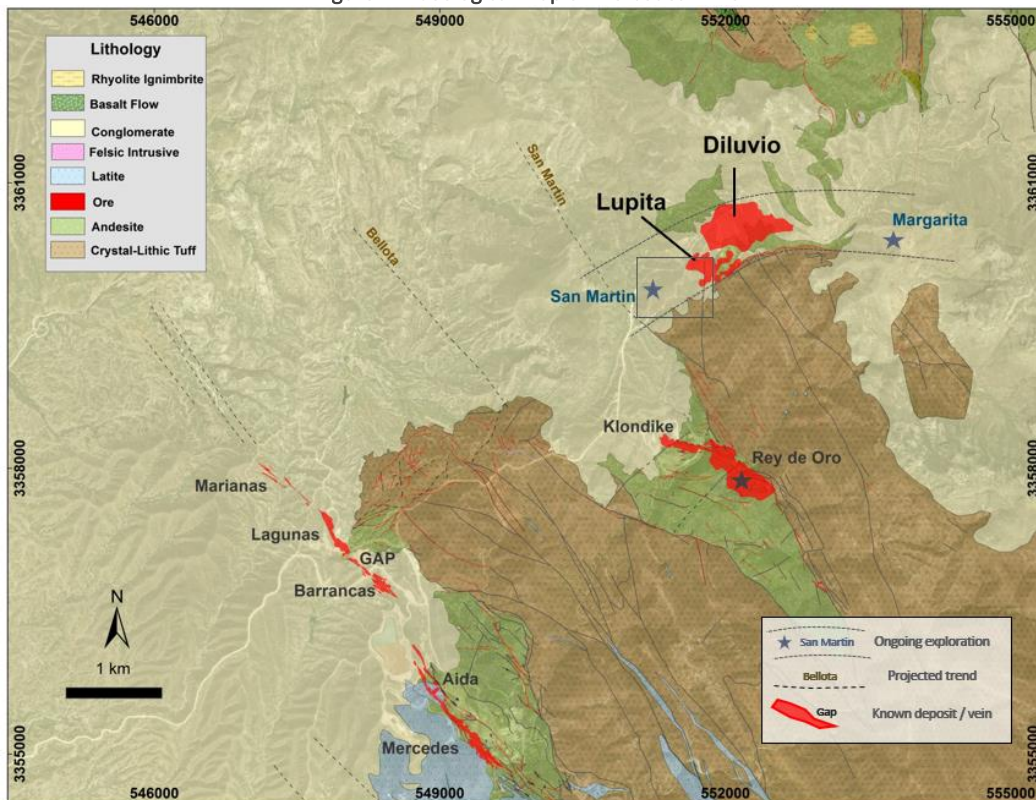 546000
549000
552000
555000
Lithology
Rhyolite Ignimbrite
Basalt Flow
Conglomerate
Felsic Intrusive
Latite
Ore
Andesite
Crystal-Lithic Tuff
3361000
3361000
San Martin
Bellota
Diluvio
Lupita
Margarita
San Martin
Klondike
Rey de Oro
3358000
3358000
Marianas
Lagunas
GAP
Barrancas
N
1 km
Aida
Mercedes
San Martin Ongoing exploration
Bellota Projected trend
Gap Known deposit / vein
3355000
3355000
546000
549000
552000
555000